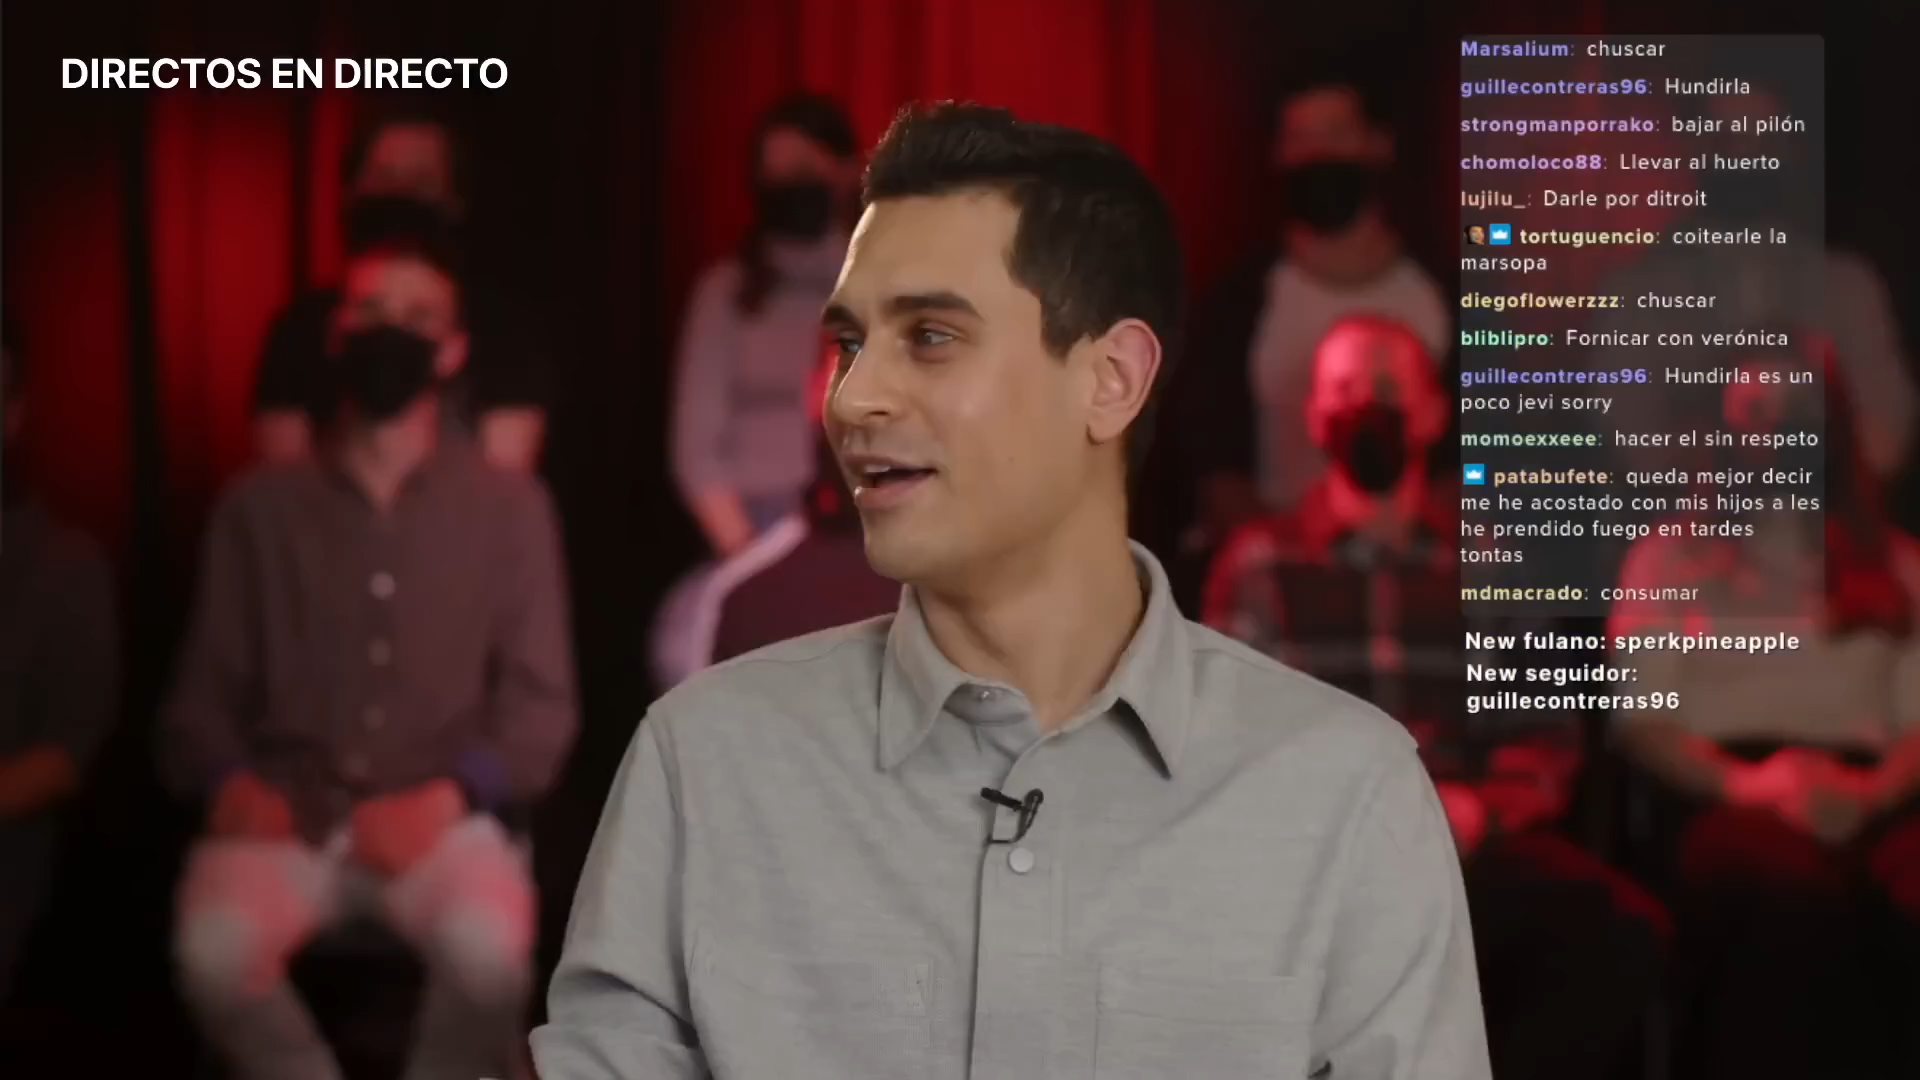 DIRECTOS EN DIRECTO
Marsalium: chuscar
guillecontreras96: Hundirla
strongmanporrako: bajar al pilón
chomoloco88: Llevar al huerto
lujilu_: Darle por ditroit
tortuguencio: coitearle la
marsopa
diegoflowerzzz: chuscar
bliblipro: Fornicar con verónica
guillecontreras96: Hundirla es un
poco jevi sorry
momoexxeee: hacer el sin respeto
patabufete: queda mejor decir
me he acostado con mis hijos a les
he prendido fuego en tardes
tontas
mdmacrado: consumar
New fulano: sperkpineapple
New seguidor:
guillecontreras96